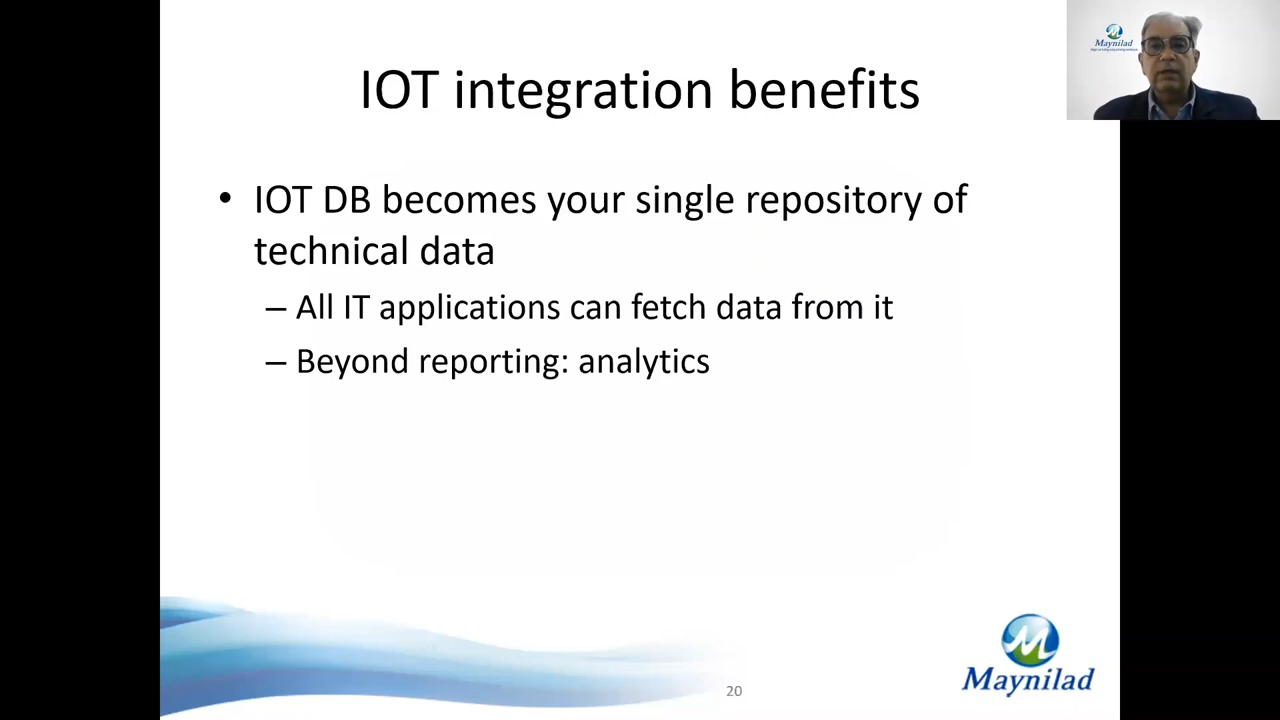 IOT integration benefits
• IOT DB becomes your single repository of
technical data
– All IT applications can fetch data from it
– Beyond reporting: analytics
20
Maynilad
Maynilad